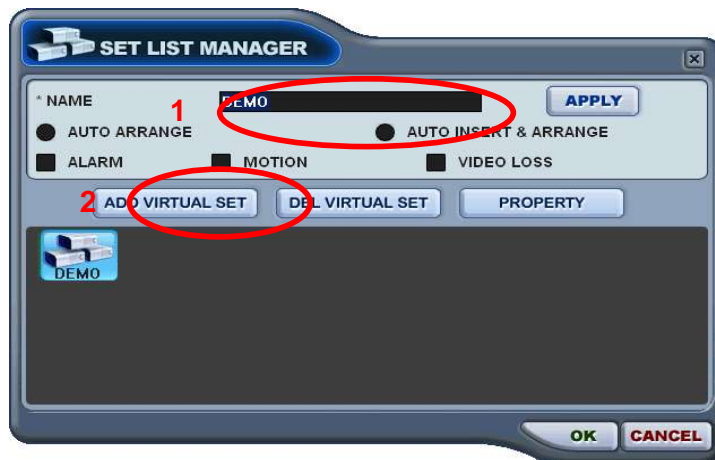 SET LIST MANAGER
* NAME
1
DEMO
APPLY
AUTO ARRANGE
AUTO INSERT & ARRANGE
ALARM
MOTION
VIDEO LOSS
2
ADD VIRTUAL SET
DEL VIRTUAL SET
PROPERTY
DEMO
OK
CANCEL